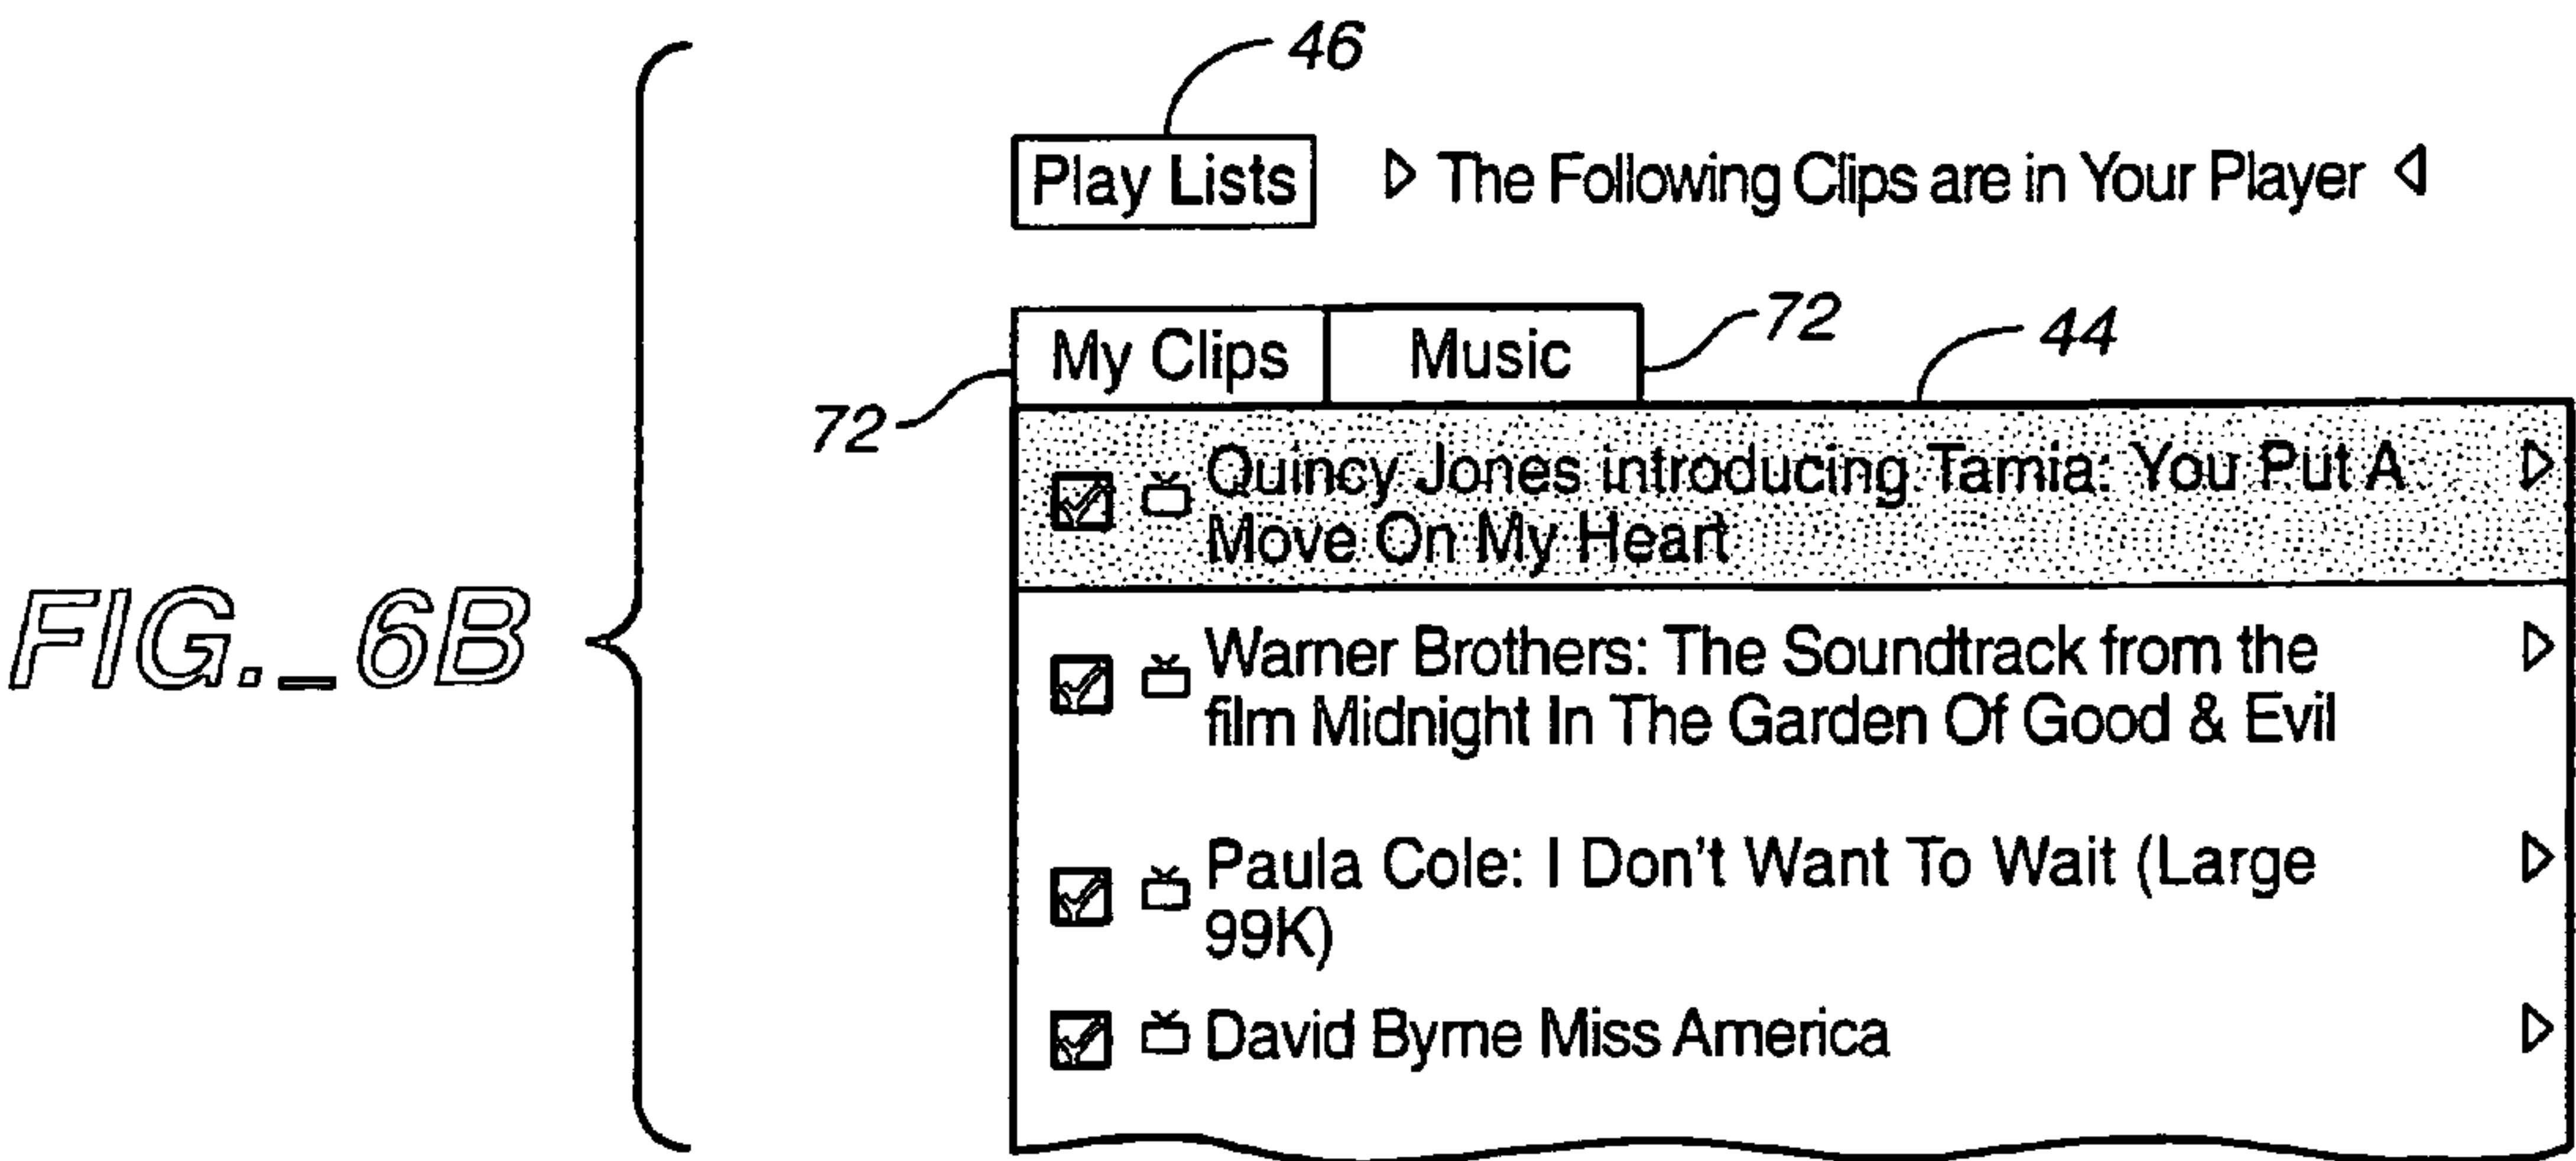 46
Play Lists ▷ The Following Clips are in Your Player ◁
My Clips Music 72 44
72
Quincy Jones introducing Tamia: You Put A
Move On My Heart
Warner Brothers: The Soundtrack from the
film Midnight In The Garden Of Good & Evil
FIG._6B
Paula Cole: I Don't Want To Wait (Large
99K)
David Byrne Miss America